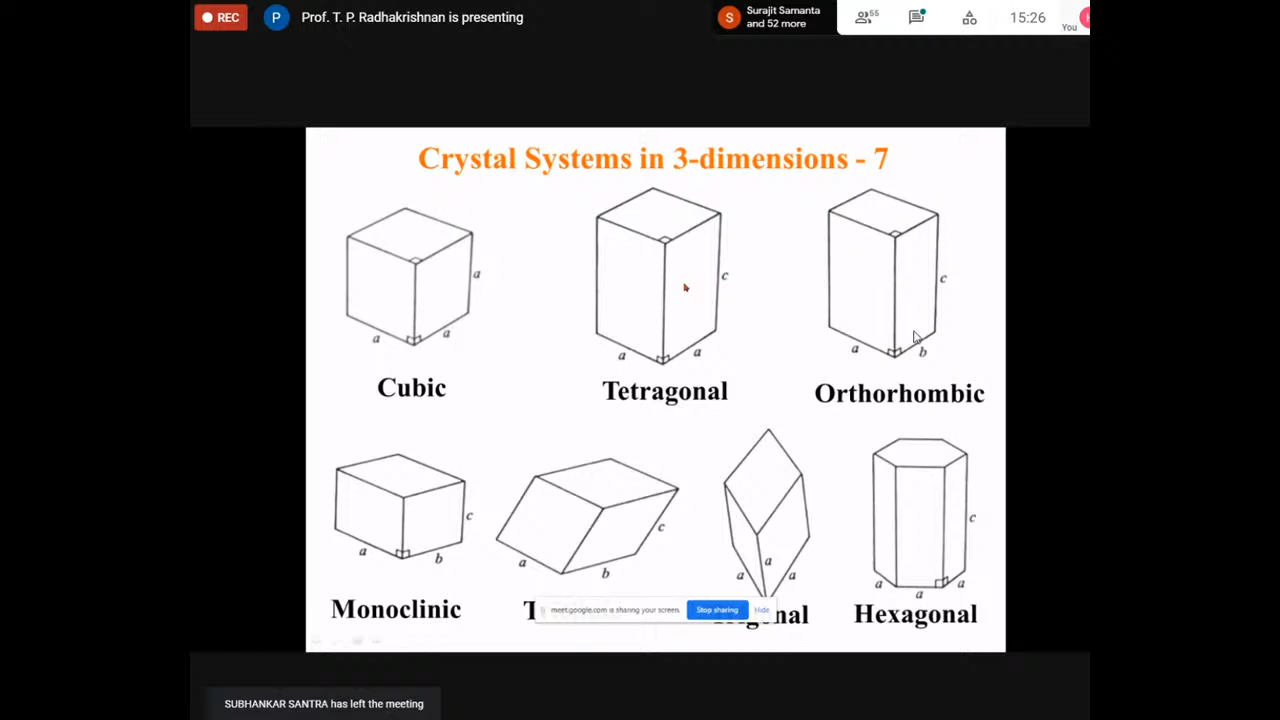 REC
P
Prof. T. P. Radhakrishnan is presenting
S
Surajit Samanta
and 52 more
55
15:26
You
Crystal Systems in 3-dimensions - 7
a
a
a
Cubic
c
a
a
Tetragonal
c
a
b
Orthorhombic
c
a
b
Monoclinic
c
a
b
a
a
a
c
a
a
a
Hexagonal
meet.google.com is sharing your screen.
Stop sharing
Hide
SUBHANKAR SANTRA has left the meeting